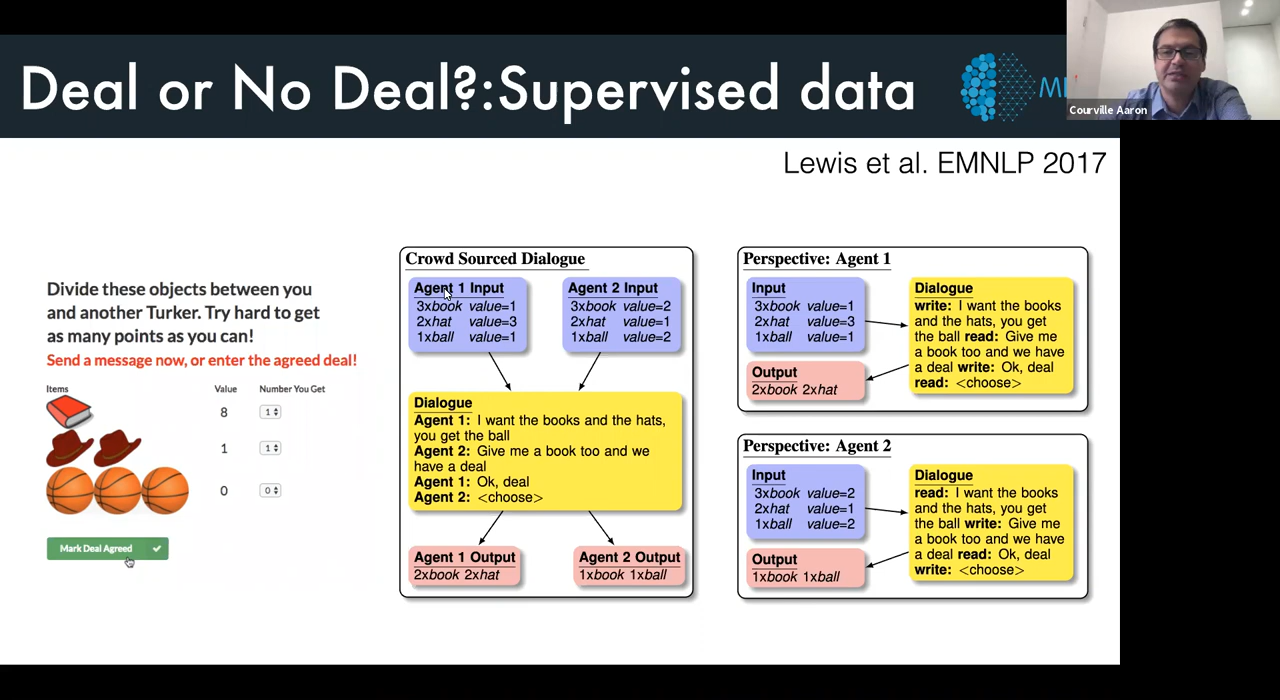 Deal or No Deal?:Supervised data
Courville Aaron
Lewis et al. EMNLP 2017
Divide these objects between you
and another Turker. Try hard to get
as many points as you can!
Send a message now, or enter the agreed deal!
Items Value Number You Get
8 1
1 1
0 0
Mark Deal Agreed
Crowd Sourced Dialogue
Agent 1 Input
3xbook value=1
2xhat value=3
1xball value=1
Agent 2 Input
3xbook value=2
2xhat value=1
1xball value=2
Dialogue
Agent 1: I want the books and the hats,
you get the ball
Agent 2: Give me a book too and we
have a deal
Agent 1: Ok, deal
Agent 2: <choose>
Agent 1 Output
2xbook 2xhat
Agent 2 Output
1xbook 1xball
Perspective: Agent 1
Input
3xbook value=1
2xhat value=3
1xball value=1
Output
2xbook 2xhat
Dialogue
write: I want the books
and the hats, you get
the ball read: Give me
a book too and we have
a deal write: Ok, deal
read: <choose>
Perspective: Agent 2
Input
3xbook value=2
2xhat value=1
1xball value=2
Output
1xbook 1xball
Dialogue
read: I want the books
and the hats, you get
the ball write: Give me
a book too and we have
a deal read: Ok, deal
write: <choose>